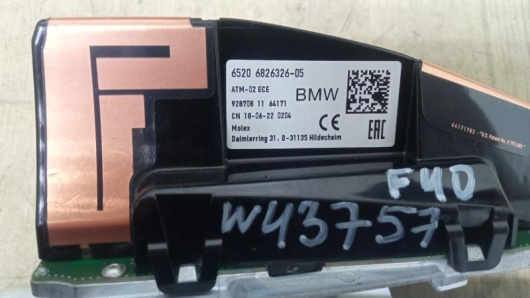 6520 6826326-05
ATM-02 ECE
BMW
928708 11 64171
CN 18-06-22 0204
Molex
CE
EAC
Daimlerring 31, D-31135 Hildesheim
F40
W43757